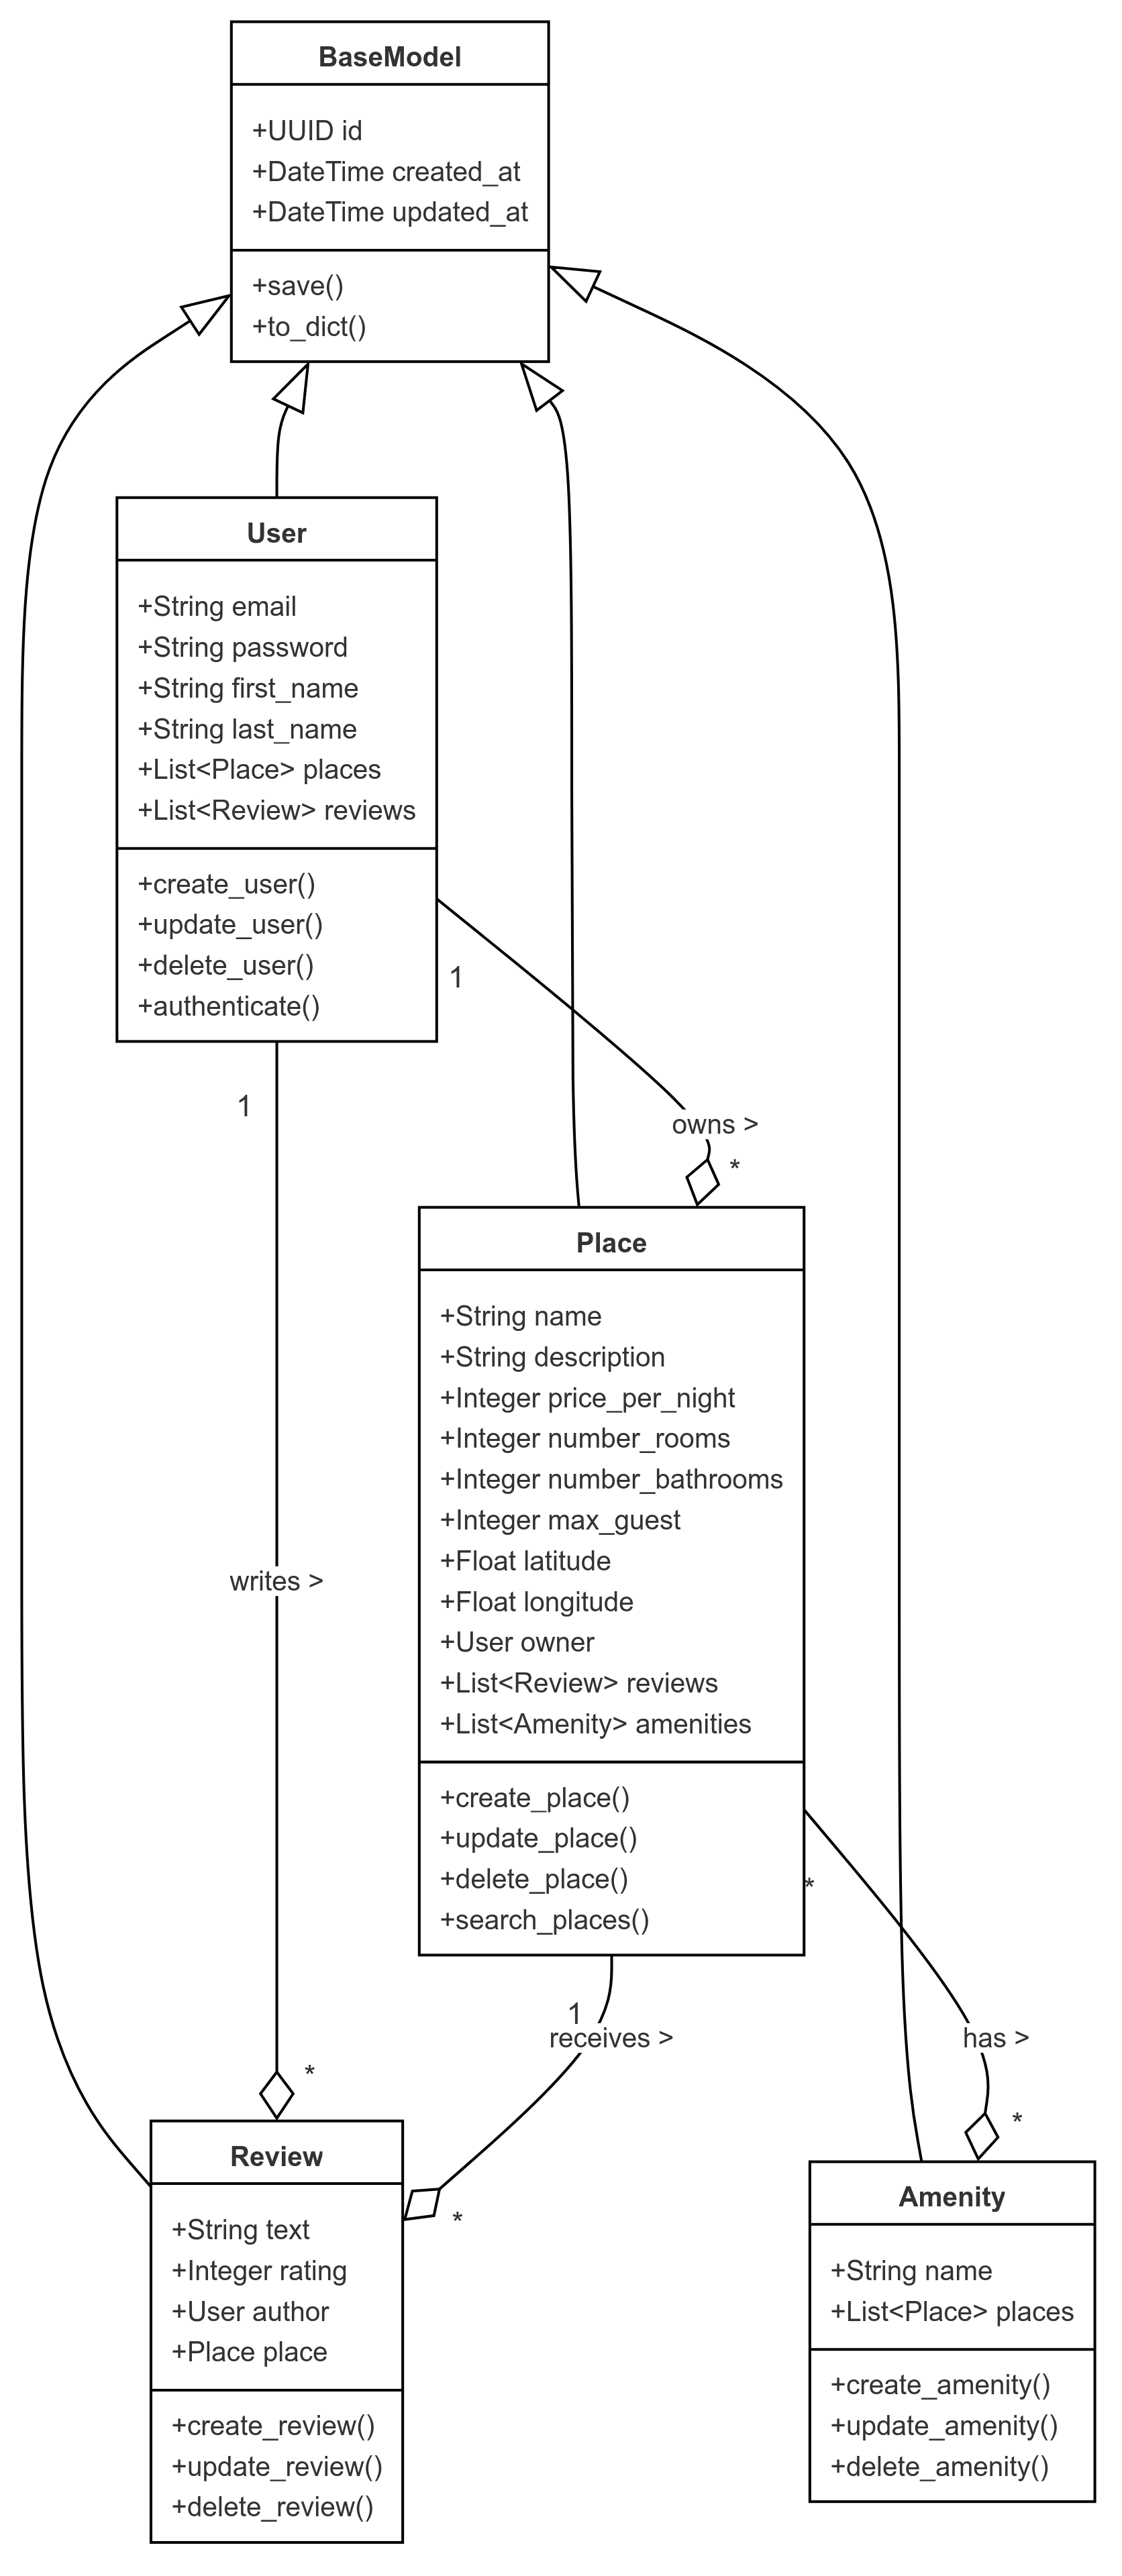 BaseModel
+UUID id
+DateTime created_at
+DateTime updated_at
+save()
+to_dict()
User
+String email
+String password
+String first_name
+String last_name
+List<Place> places
+List<Review> reviews
+create_user()
+update_user()
+delete_user()
+authenticate()
1
1
owns >
*
Place
+String name
+String description
+Integer price_per_night
+Integer number_rooms
+Integer number_bathrooms
+Integer max_guest
+Float latitude
+Float longitude
+User owner
+List<Review> reviews
+List<Amenity> amenities
+create_place()
+update_place()
+delete_place()
+search_places()
writes >
*
1
receives >
has >
*
*
*
Review
+String text
+Integer rating
+User author
+Place place
+create_review()
+update_review()
+delete_review()
Amenity
+String name
+List<Place> places
+create_amenity()
+update_amenity()
+delete_amenity()